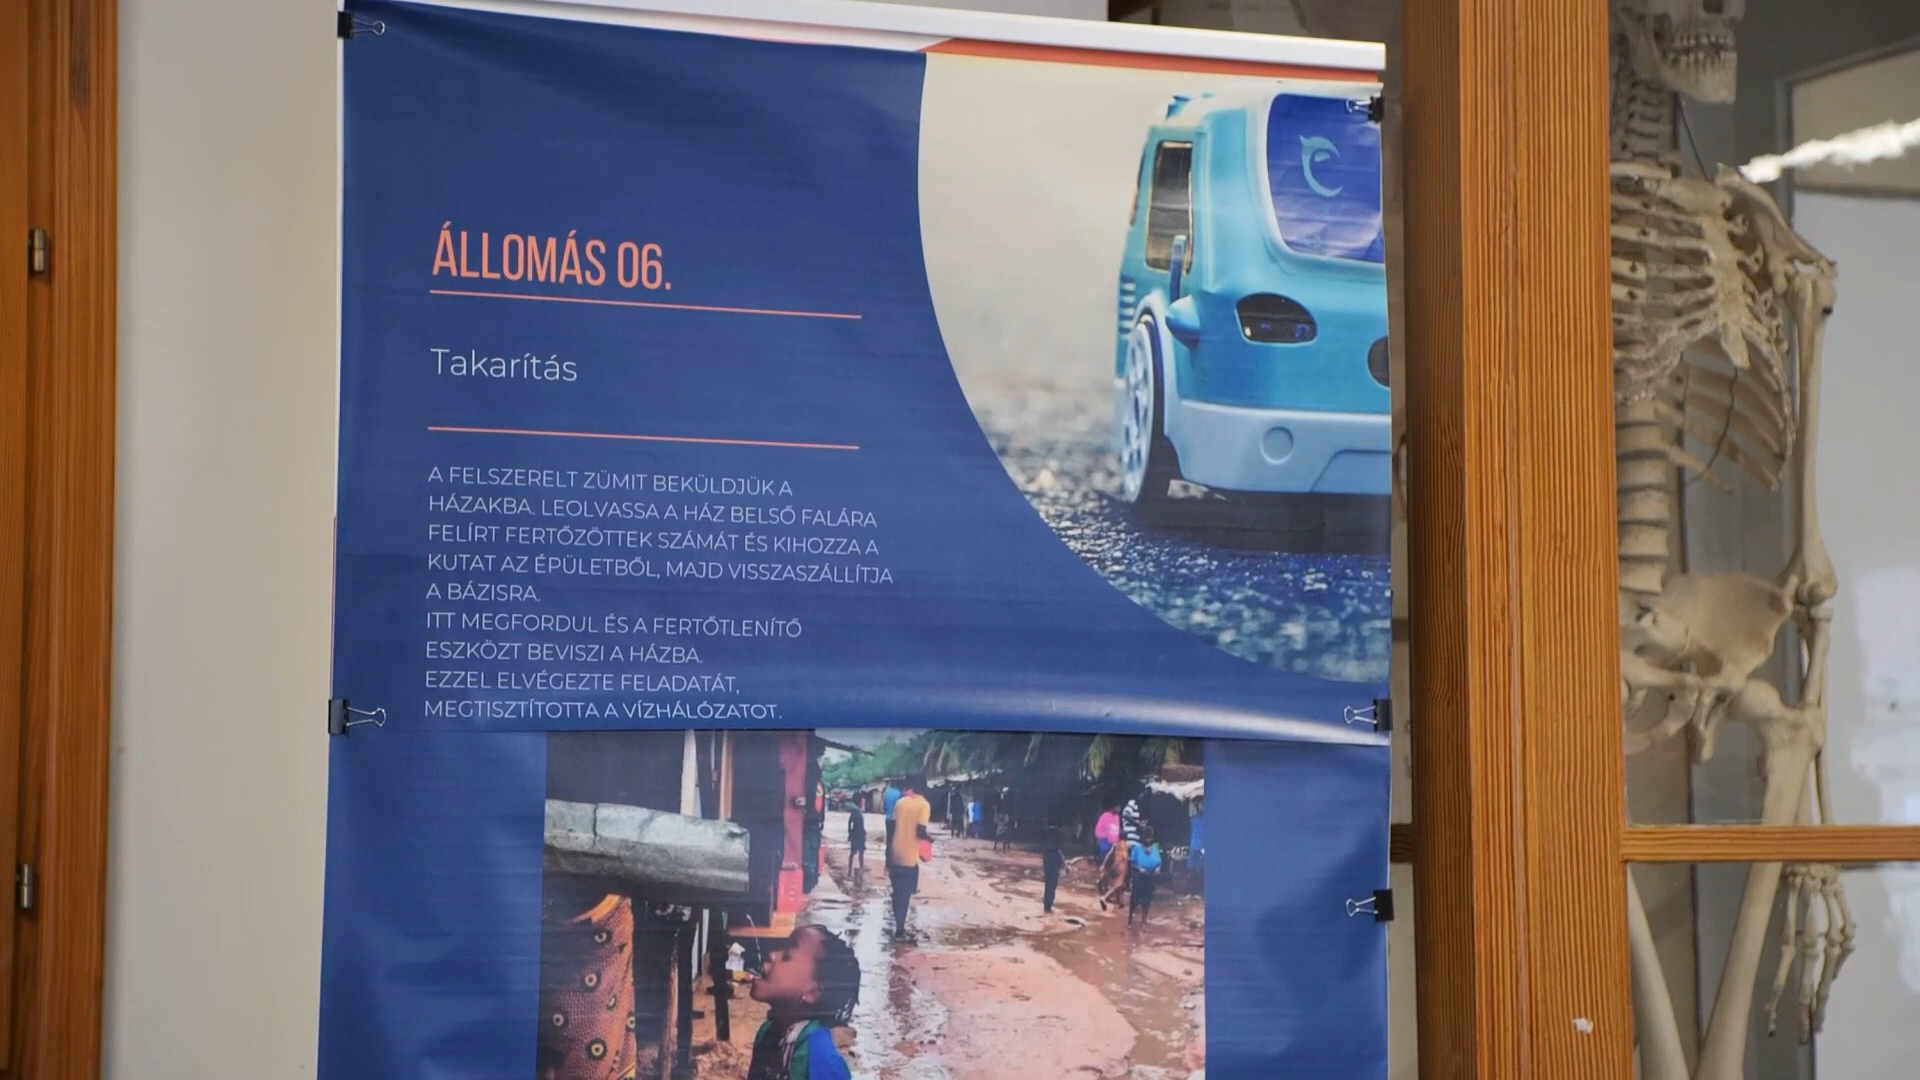 ÁLLOMÁS 06.
Takarítás
A FELSZERELT ZÜMIT BEKÜLDJÜK A
HÁZAKBA. LEOLVASSA A HÁZ BELSŐ FALÁRA
FELÍRT FERTŐZÖTTEK SZÁMÁT ÉS KIHOZZA A
KUTAT AZ ÉPÜLETBŐL, MAJD VISSZASZÁLLÍTJA
A BÁZISRA.
ITT MEGFORDUL ÉS A FERTŐTLENÍTŐ
ESZKÖZT BEVISZI A HÁZBA.
EZZEL ELVÉGEZTE FELADATÁT,
MEGTISZTÍTOTTA A VÍZHÁLÓZATOT.